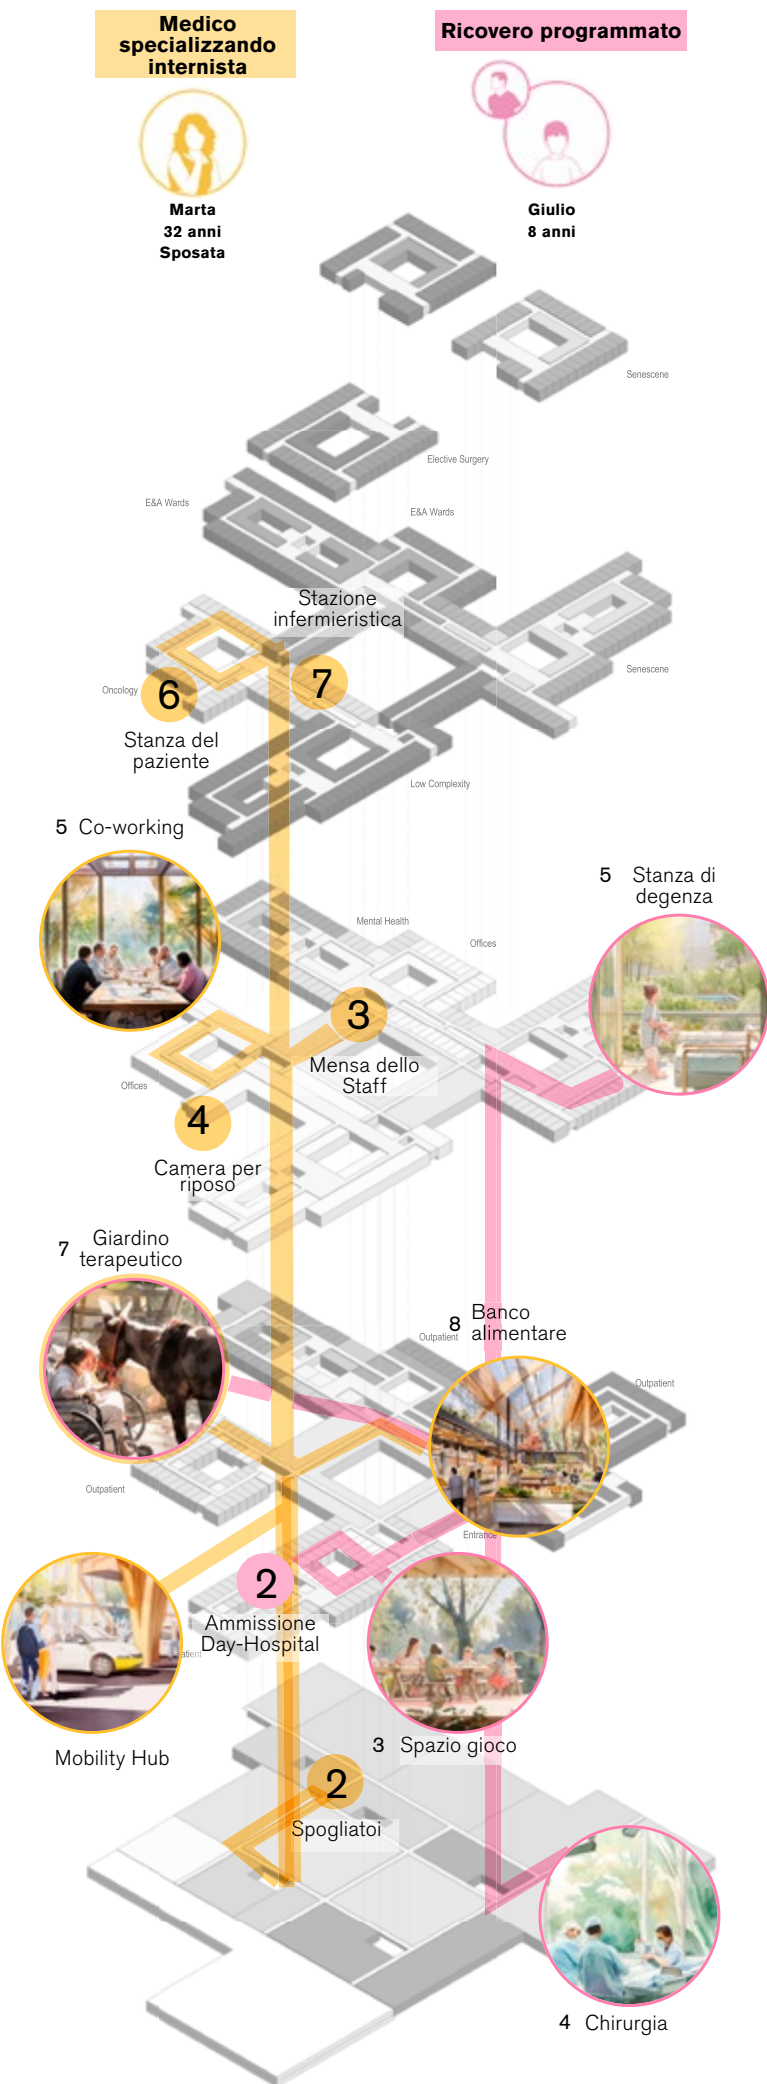 Medico
specializzando
internista
Ricovero programmato
Marta
32 anni
Sposata
Giulio
8 anni
Senescene
Elective Surgery
E&A Wards
E&A Wards
Stazione
infermieristica
Senescene
Oncology
6
7
Stanza del
paziente
Low Complexity
5 Co-working
5 Stanza di
degenza
Mental Health
Offices
3
Mensa dello
Staff
Offices
4
Camera per
riposo
7 Giardino
terapeutico
8 Banco
alimentare
Outpatient
Outpatient
Outpatient
Entrance
2
Ammissione
Day-Hospital
atient
Mobility Hub
3 Spazio gioco
2
Spogliatoi
4 Chirurgia